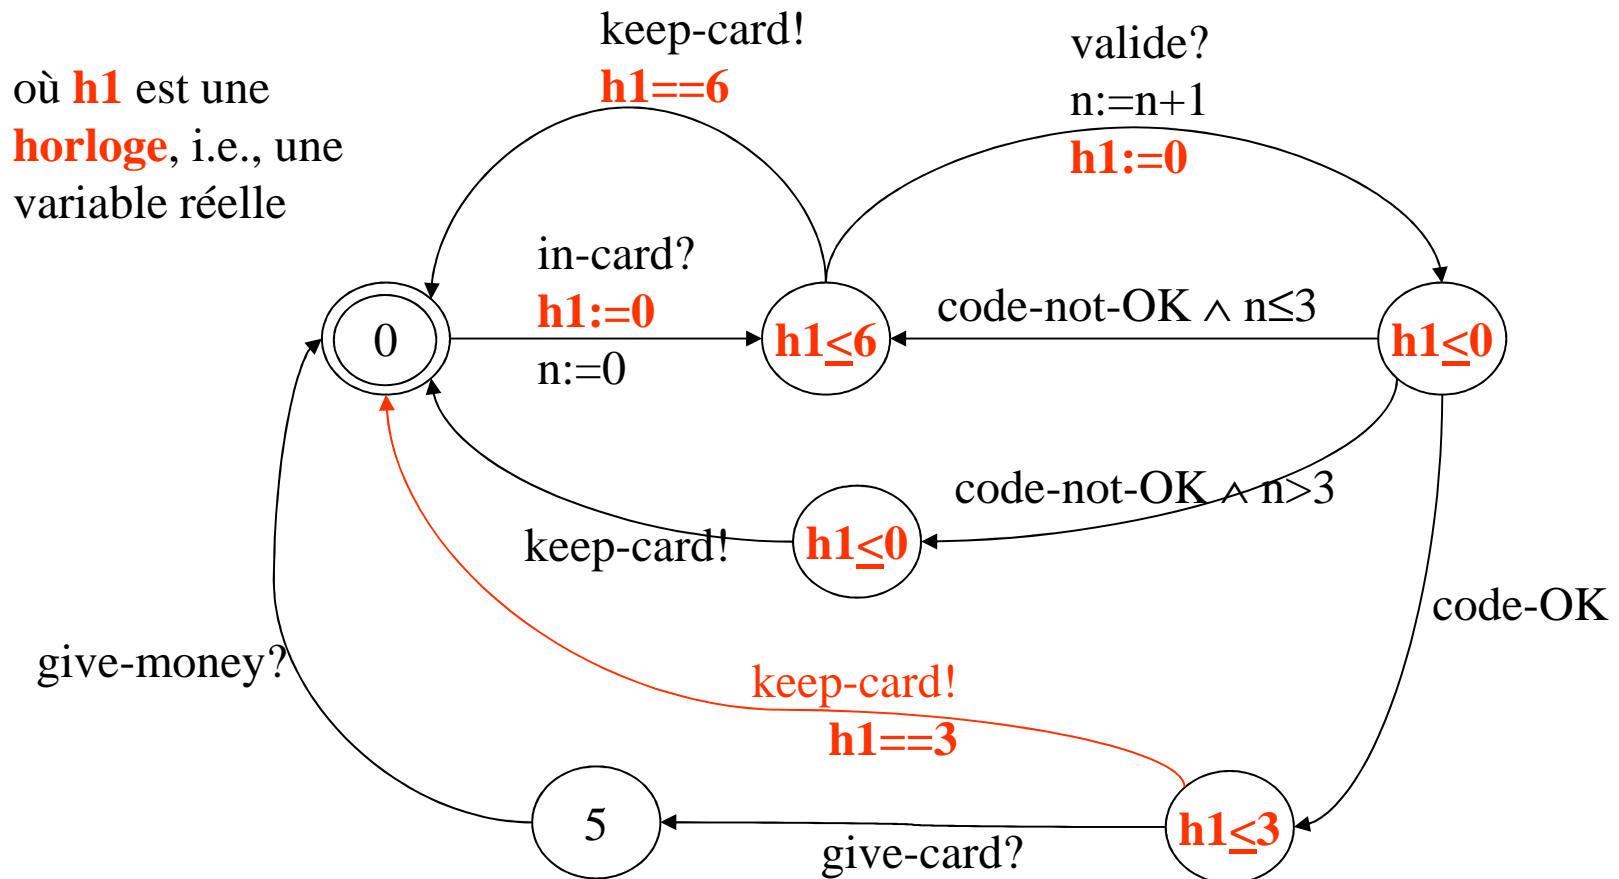 keep-card!
h1==6
valide?
n:=n+1
h1:=0
où h1 est une
horloge, i.e., une
variable réelle
in-card?
h1:=0
n:=0
0
h1≤6
code-not-OK ∧ n≤3
h1≤0
code-not-OK ∧ n>3
keep-card!
h1≤0
code-OK
give-money?
keep-card!
h1==3
5
give-card?
h1≤3